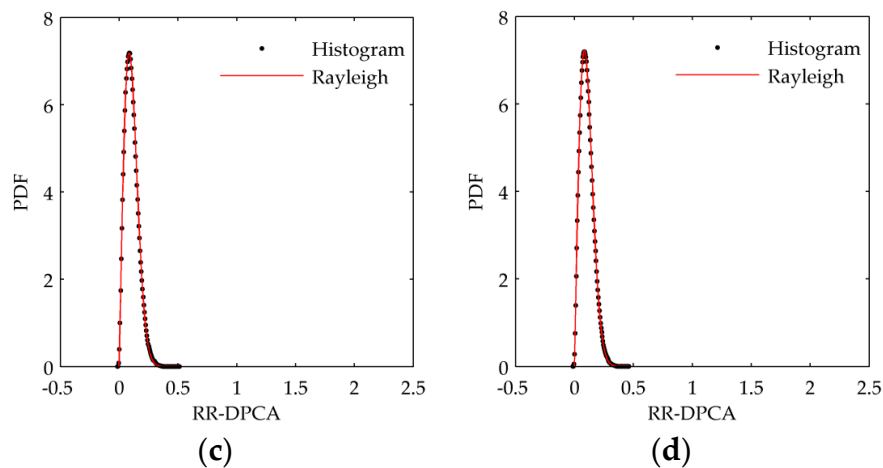 8
Histogram
Rayleigh
6
PDF
4
2
0
-0.5 0 0.5 1 1.5 2 2.5
RR-DPCA
(c)
8
Histogram
Rayleigh
6
PDF
4
2
0
-0.5 0 0.5 1 1.5 2 2.5
RR-DPCA
(d)